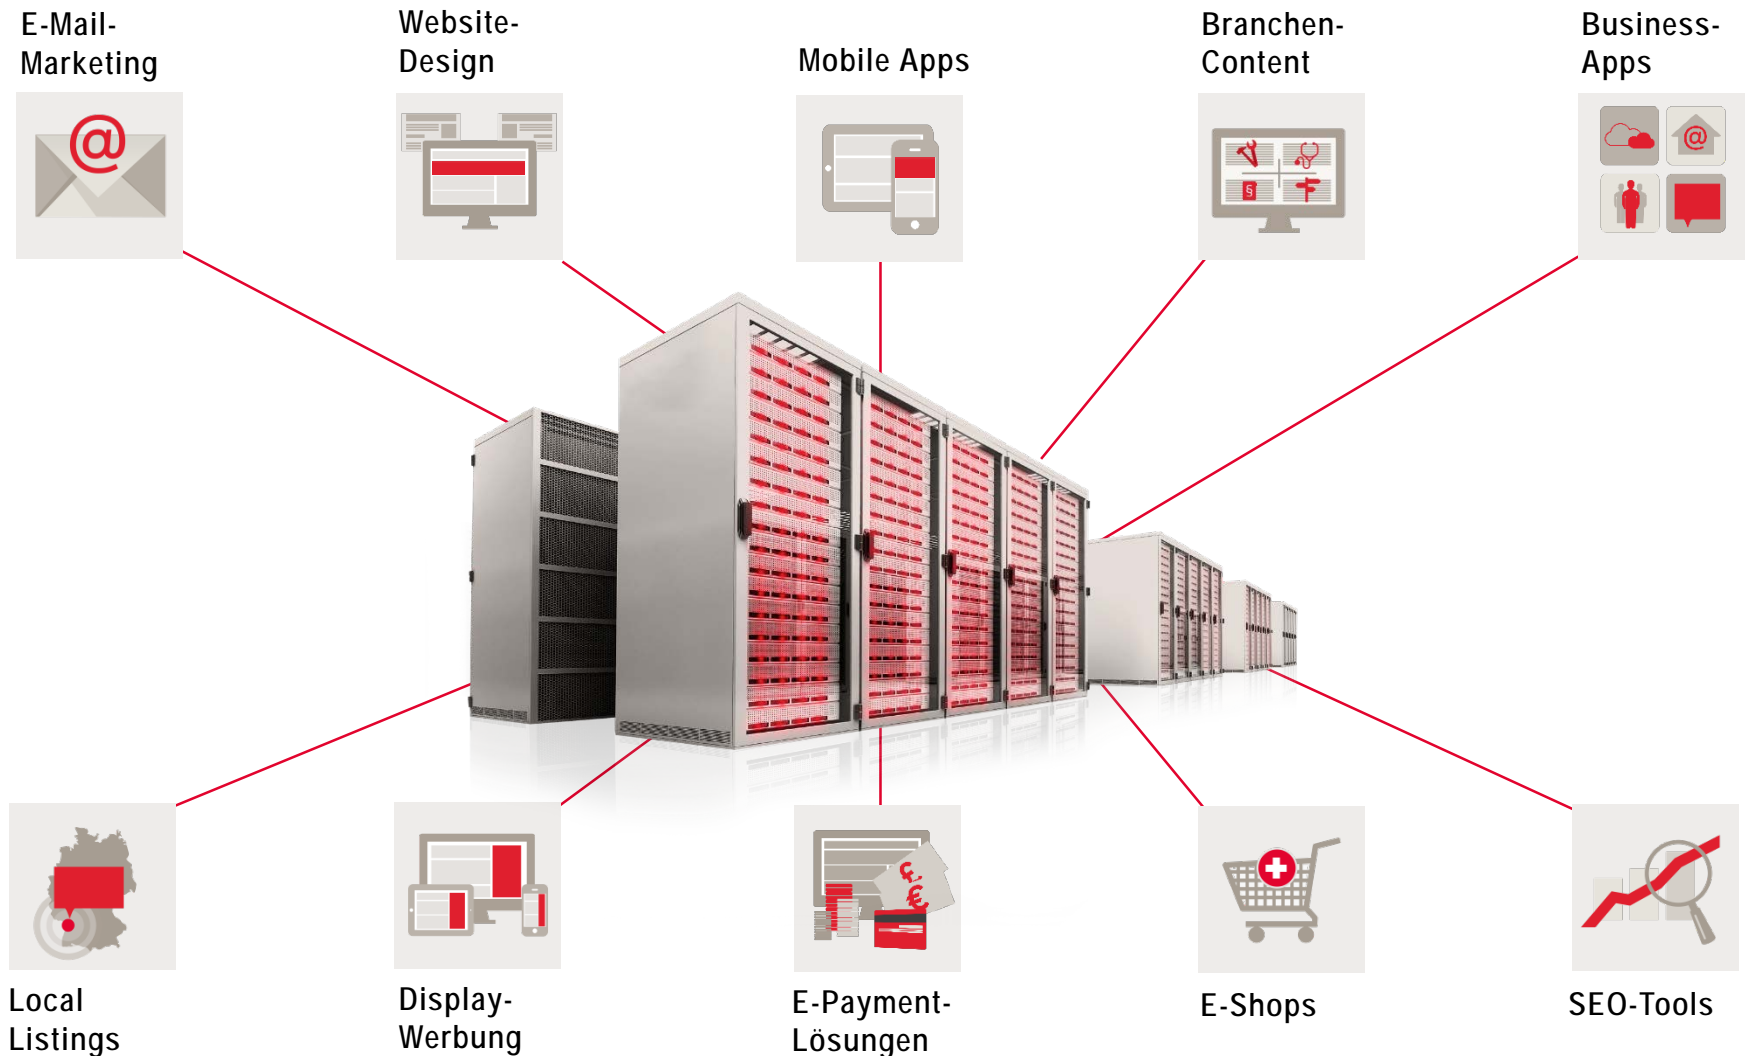 E-Mail-
Marketing
Website-
Design
Mobile Apps
Branchen-
Content
Business-
Apps
@
@
§
Local
Listings
Display-
Werbung
E-Payment-
Lösungen
E-Shops
SEO-Tools